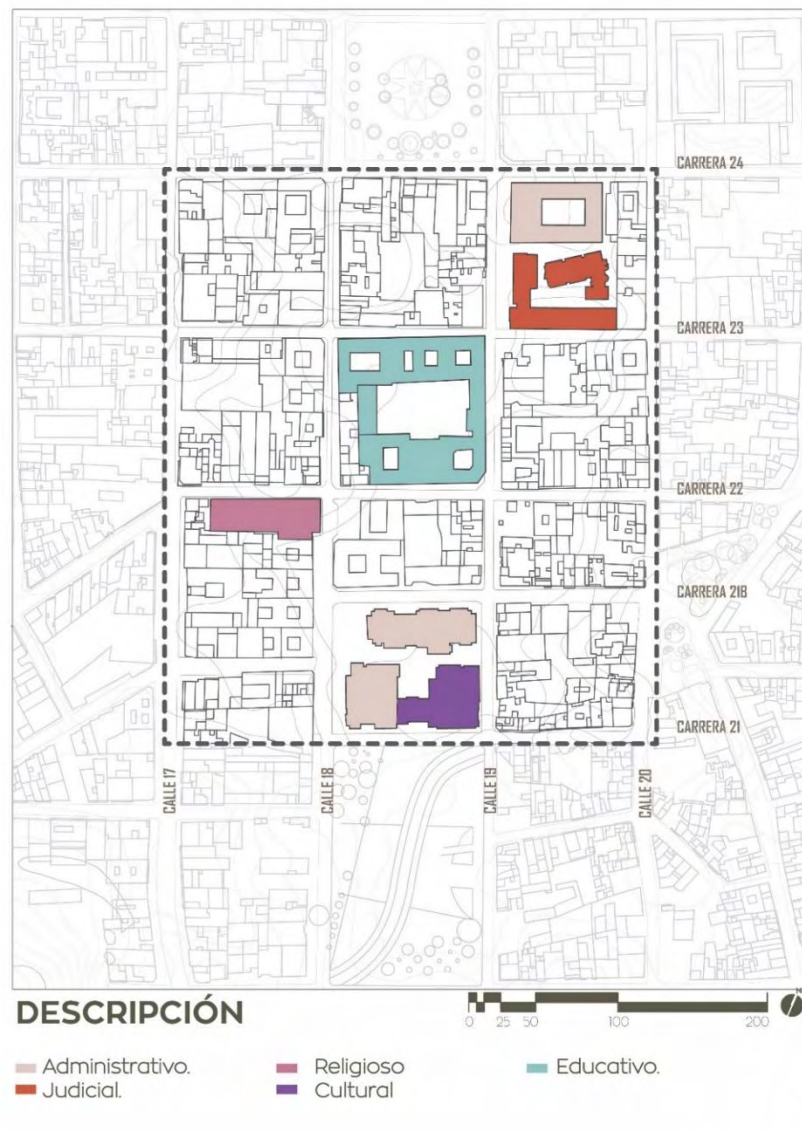 CARRERA 24
CARRERA 23
CARRERA 22
CARRERA 21B
CARRERA 21
CALLE 17
CALLE 18
CALLE 19
CALLE 20
DESCRIPCIÓN
0 25 50 100 200
N
Administrativo.
Judicial.
Religioso
Cultural
Educativo.